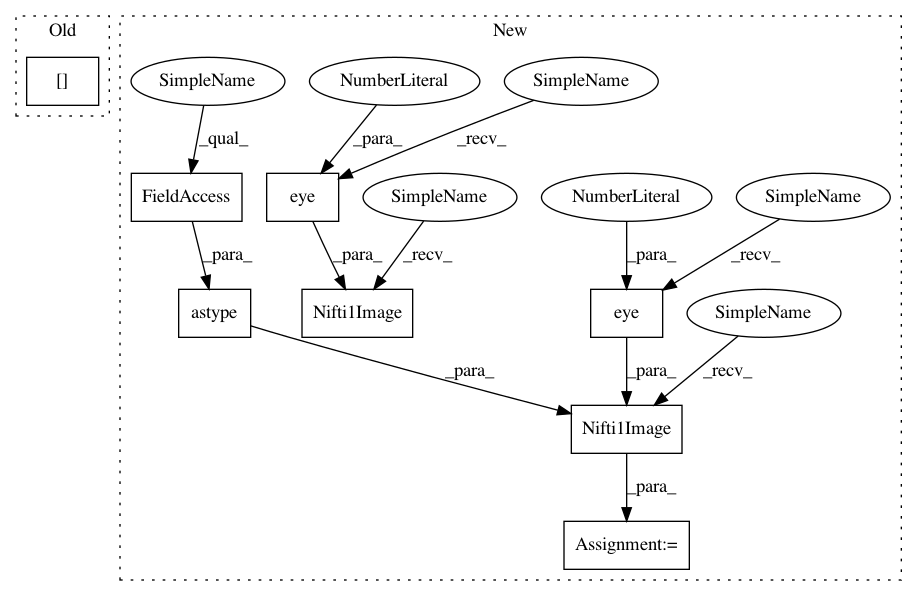 Old
New
[]
SimpleName
NumberLiteral
SimpleName
_qual_
_para_
_recv_
FieldAccess
eye
SimpleName
NumberLiteral
SimpleName
_para_
_para_
_recv_
_para_
_recv_
astype
Nifti1Image
eye
SimpleName
_para_
_para_
_recv_
Nifti1Image
_para_
Assignment:=